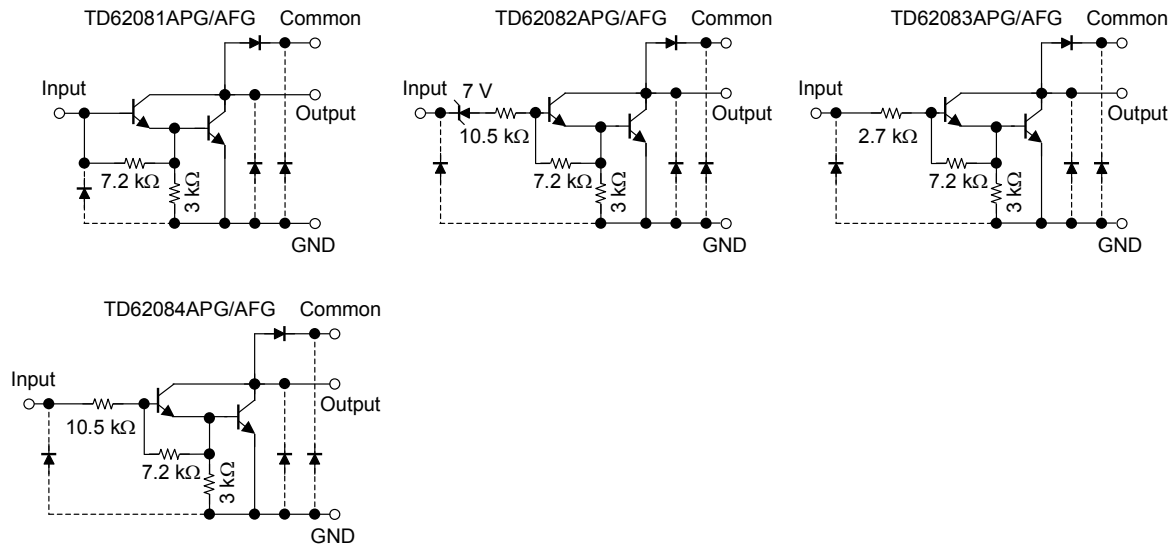 TD62081APG/AFG Common
Input
Output
7.2 kΩ
3 kΩ
GND
TD62082APG/AFG Common
Input
7 V
10.5 kΩ
Output
7.2 kΩ
3 kΩ
GND
TD62083APG/AFG Common
Input
2.7 kΩ
Output
7.2 kΩ
3 kΩ
GND
TD62084APG/AFG Common
Input
10.5 kΩ
Output
7.2 kΩ
3 kΩ
GND